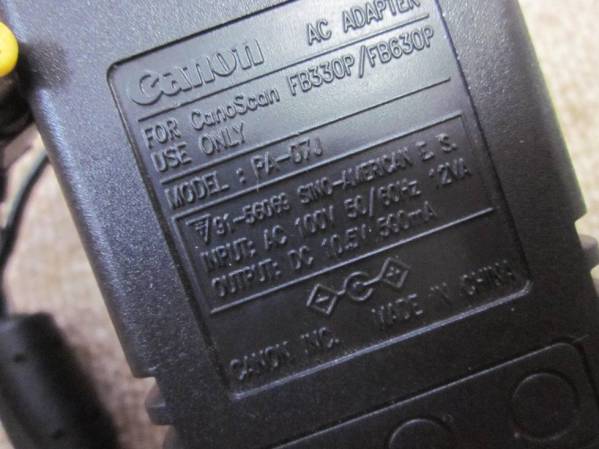 Canon AC ADAPTER
FOR CanoScan FB330P/FB630P
USE ONLY
MODEL : PA-07J
91-56069 SINO-AMERICAN E. S.
INPUT: AC 100V 50/60Hz 12VA
OUTPUT: DC 10.5V 590mA
CANON INC. MADE IN CHINA